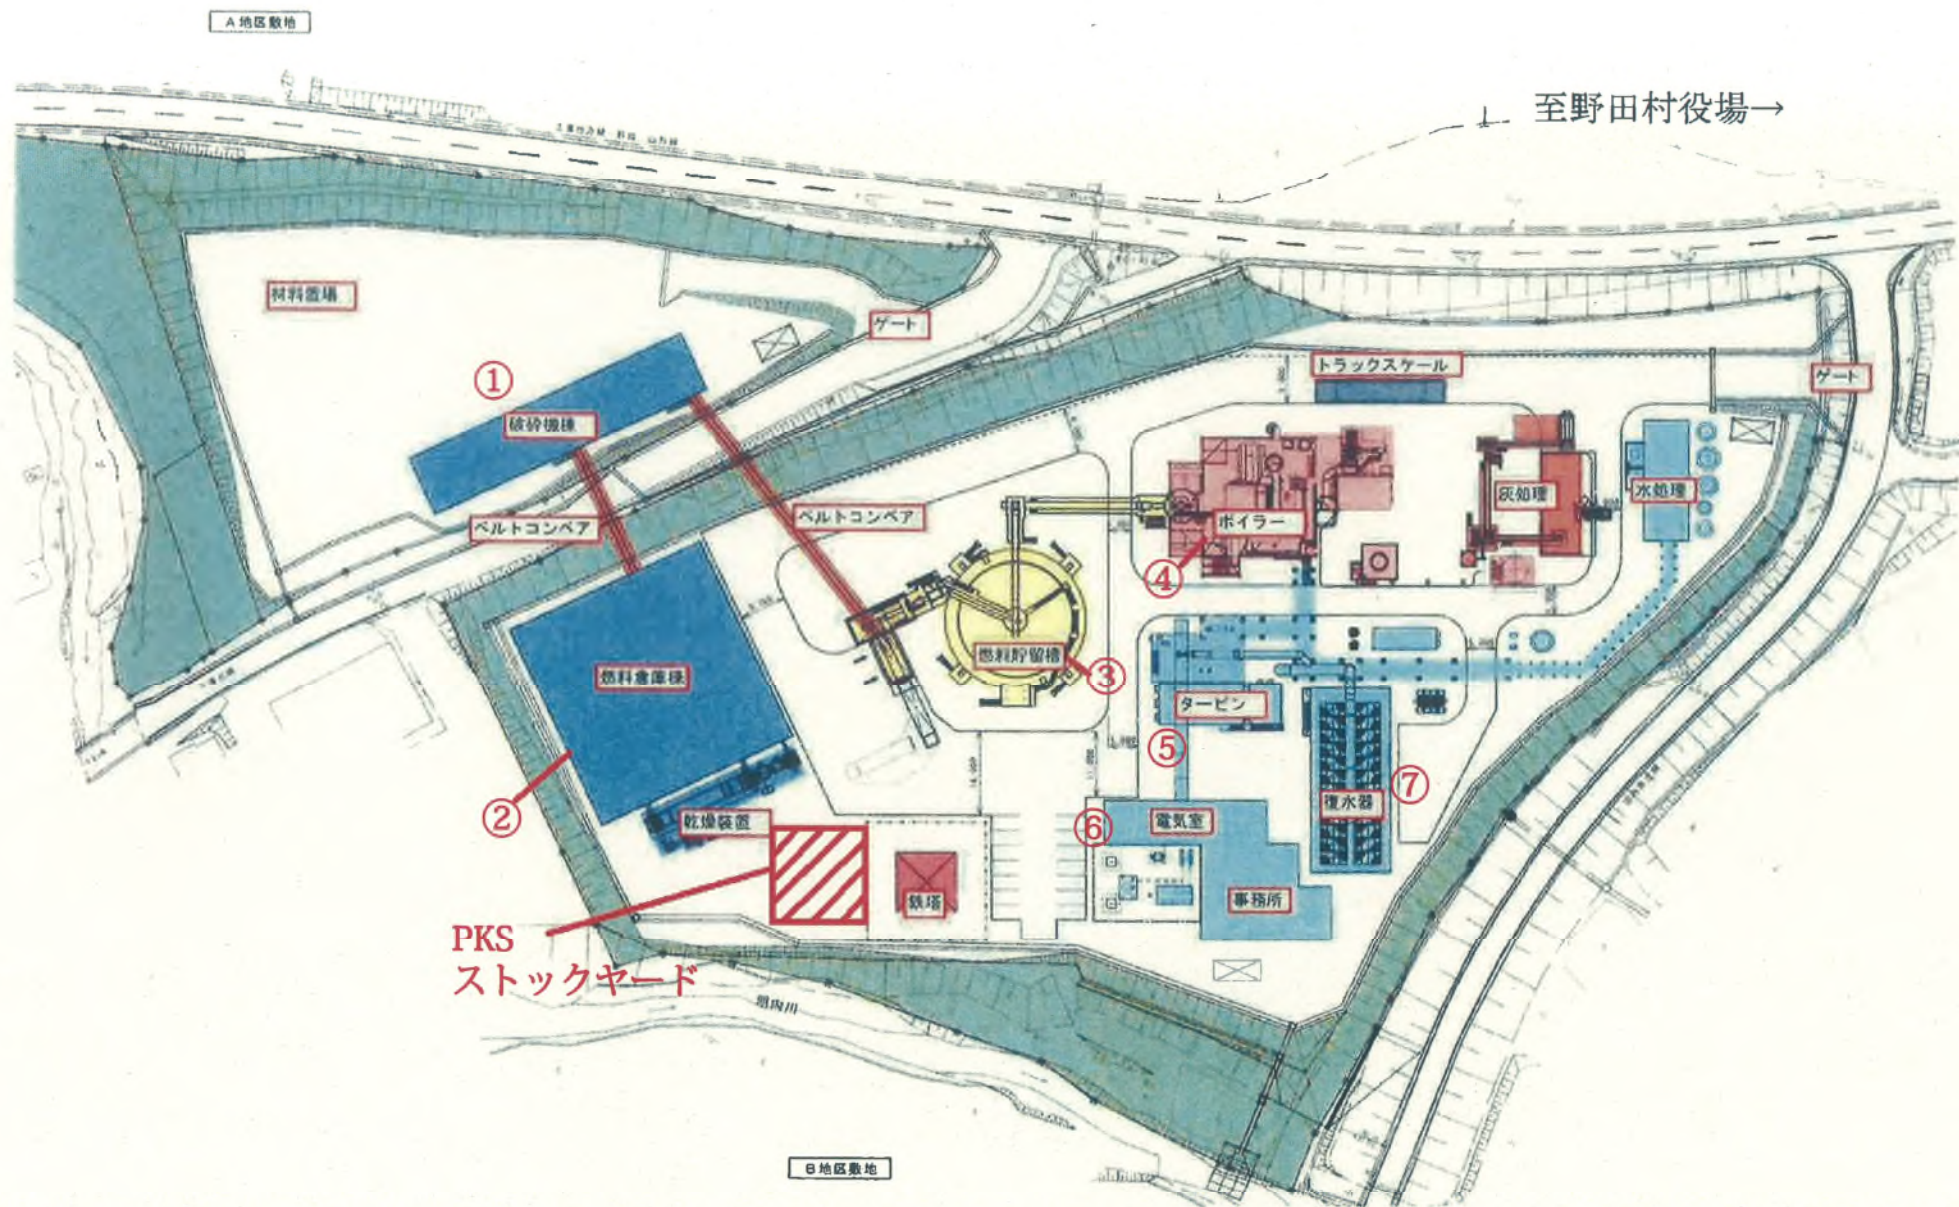 A地区敷地
至野田村役場→
材料置場
ゲート
①
破砕機棟
トラックスケール
ゲート
ベルトコンベア
ベルトコンベア
ボイラー
灰処理
水処理
④
燃料貯留槽
③
燃料倉庫棟
タービン
⑤
②
乾燥装置
⑥
電気室
復水器
⑦
鉄塔
事務所
PKS
ストックヤード
B地区敷地